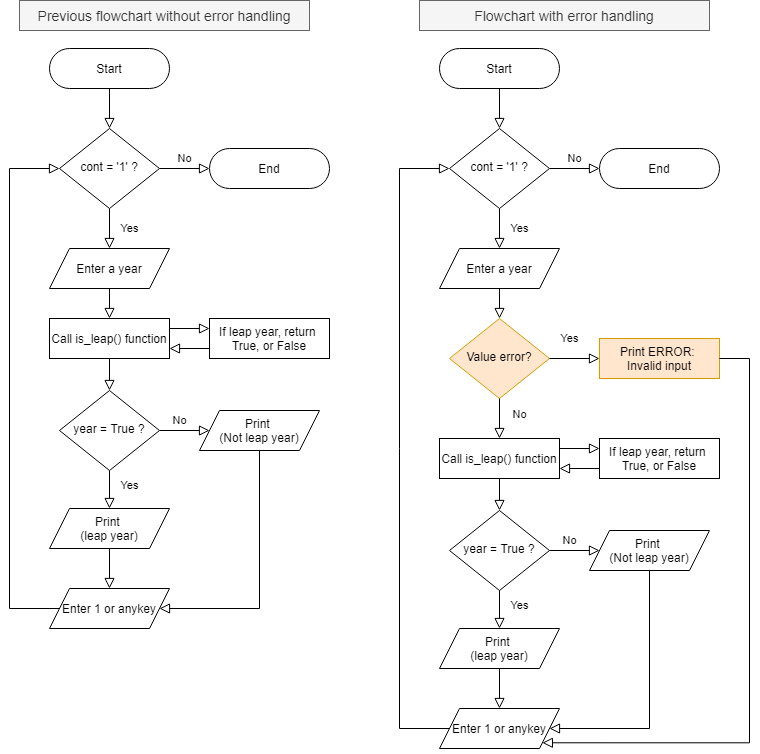 Previous flowchart without error handling
Start
cont = '1' ?
No
End
Yes
Enter a year
Call is_leap() function
If leap year, return
True, or False
year = True ?
No
Print
(Not leap year)
Yes
Print
(leap year)
Enter 1 or anykey
Flowchart with error handling
Start
cont = '1' ?
No
End
Yes
Enter a year
Value error?
Yes
Print ERROR:
Invalid input
No
Call is_leap() function
If leap year, return
True, or False
year = True ?
No
Print
(Not leap year)
Yes
Print
(leap year)
Enter 1 or anykey